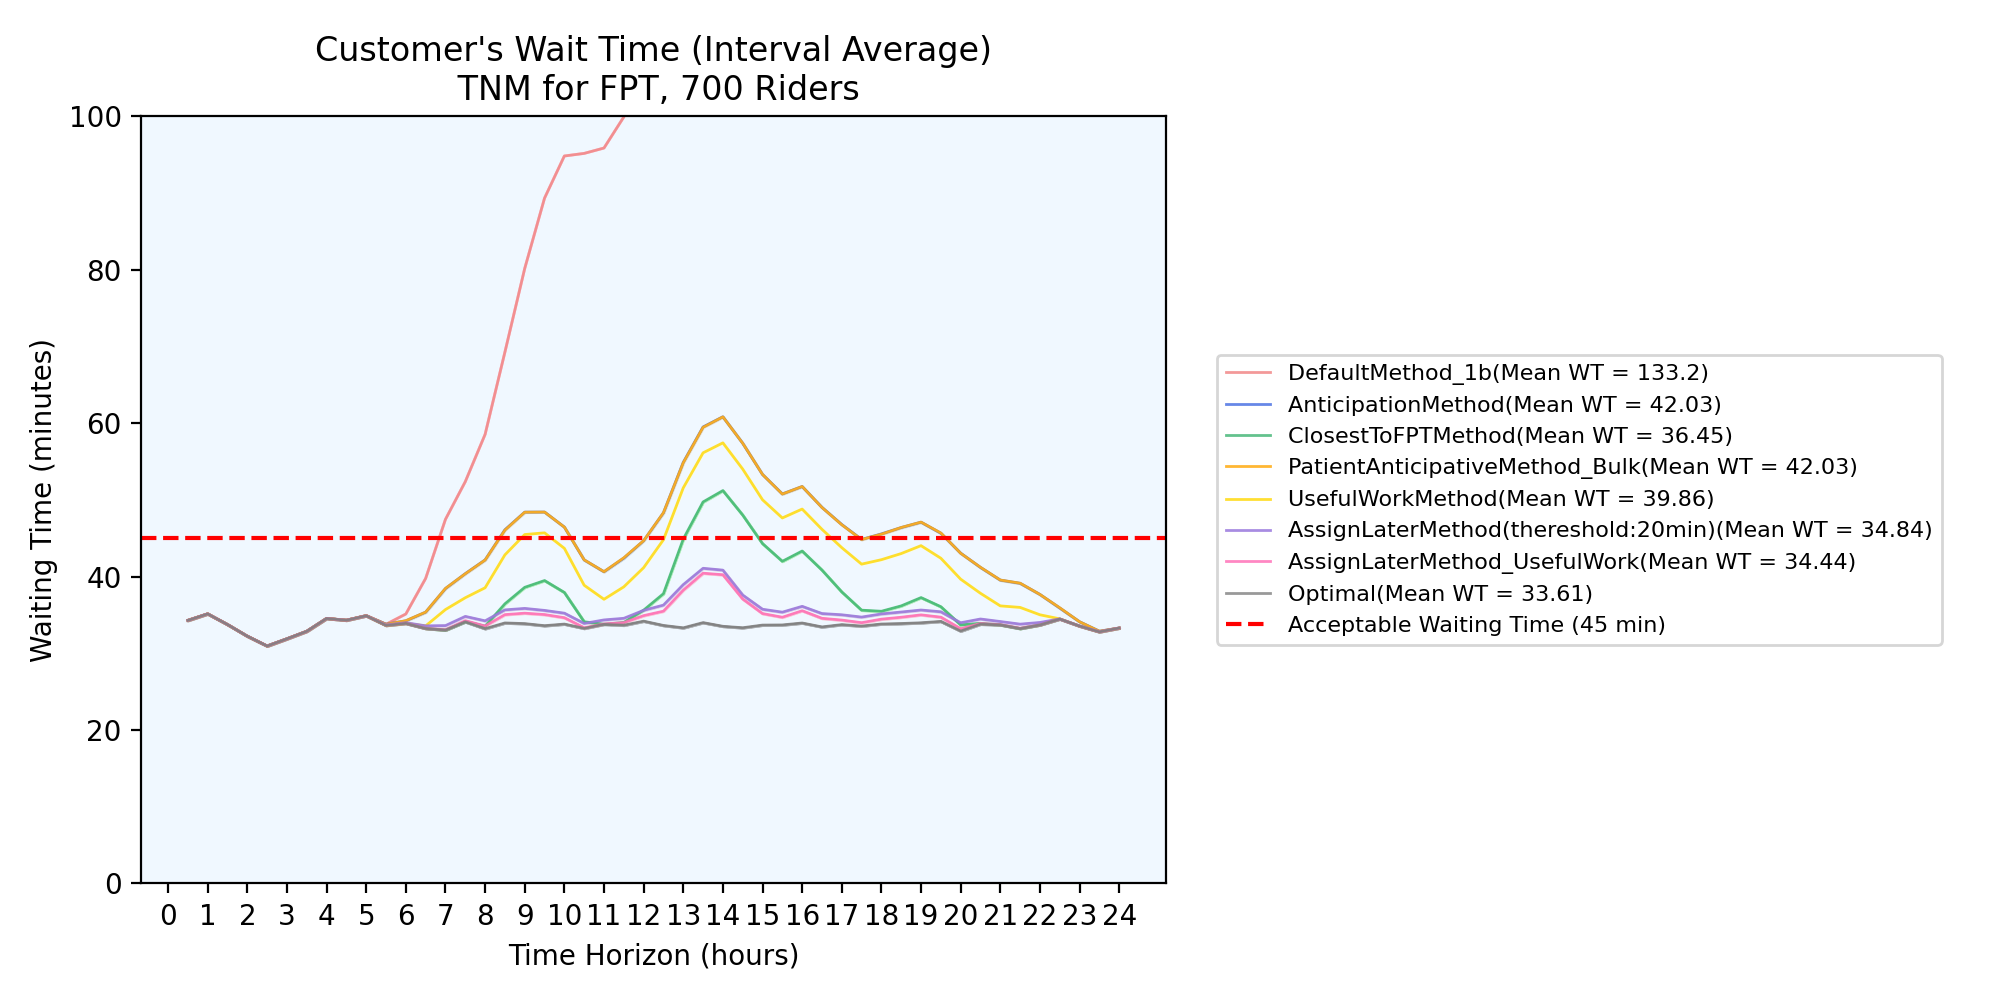 Customer's Wait Time (Interval Average)
TNM for FPT, 700 Riders
100
80
60
40
20
0
Waiting Time (minutes)
0 1 2 3 4 5 6 7 8 9 10 11 12 13 14 15 16 17 18 19 20 21 22 23 24
Time Horizon (hours)
DefaultMethod_1b(Mean WT = 133.2)
AnticipationMethod(Mean WT = 42.03)
ClosestToFPTMethod(Mean WT = 36.45)
PatientAnticipativeMethod_Bulk(Mean WT = 42.03)
UsefulWorkMethod(Mean WT = 39.86)
AssignLaterMethod(thereshold:20min)(Mean WT = 34.84)
AssignLaterMethod_UsefulWork(Mean WT = 34.44)
Optimal(Mean WT = 33.61)
Acceptable Waiting Time (45 min)